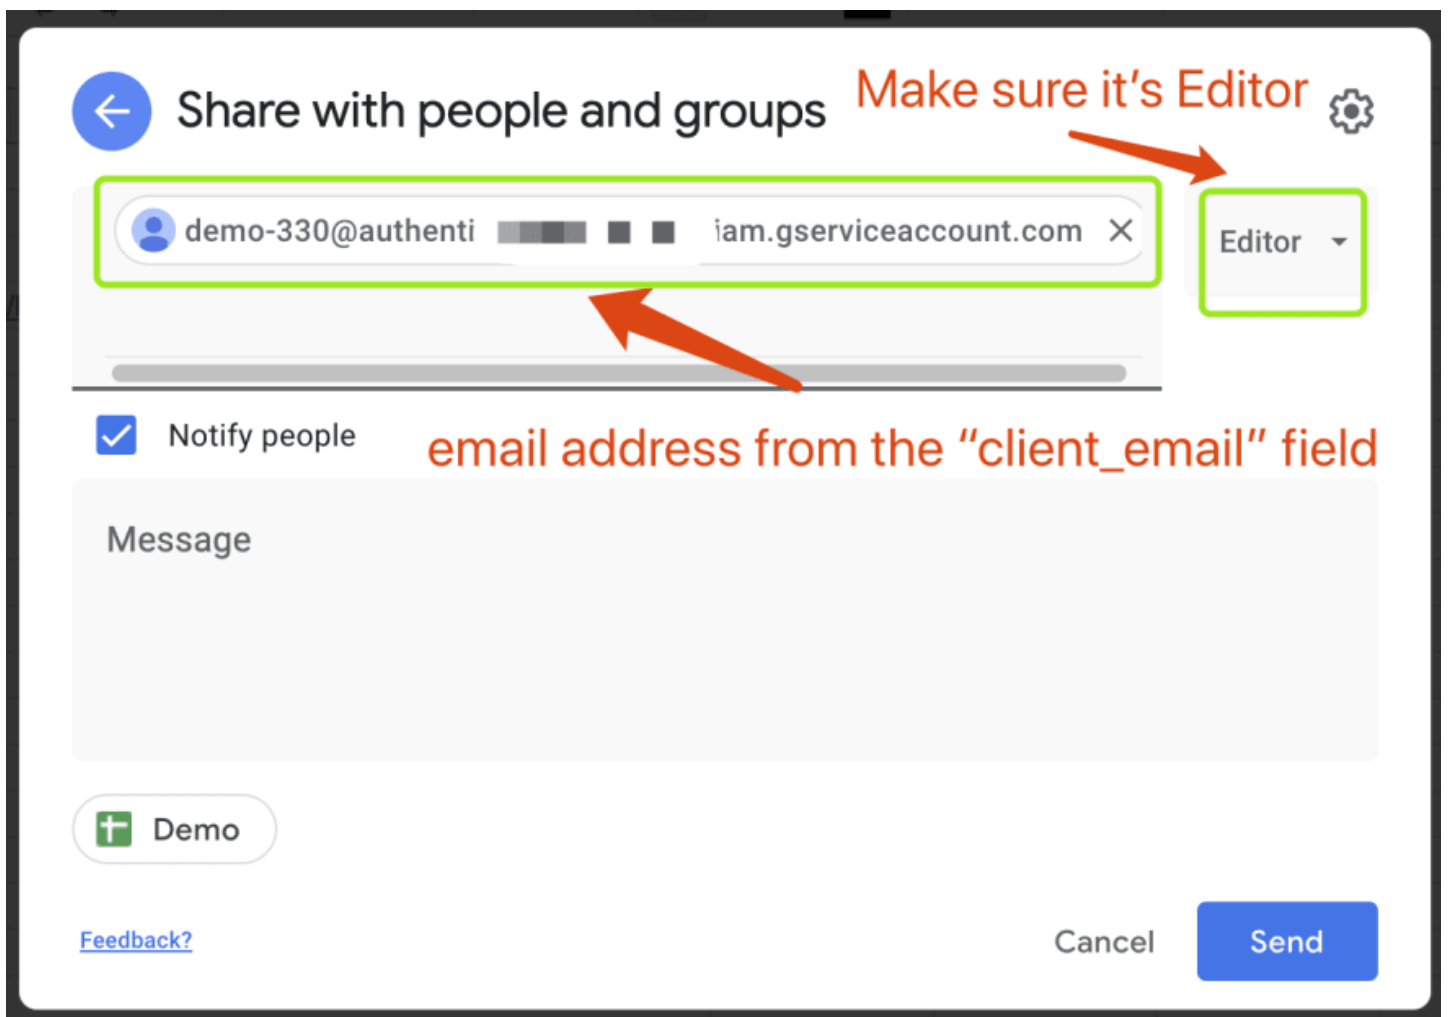 Make sure it's Editor
Share with people and groups
demo-330@authenti iam.gserviceaccount.com
Editor
Notify people
email address from the “client_email” field
Message
Demo
Feedback?
Cancel
Send